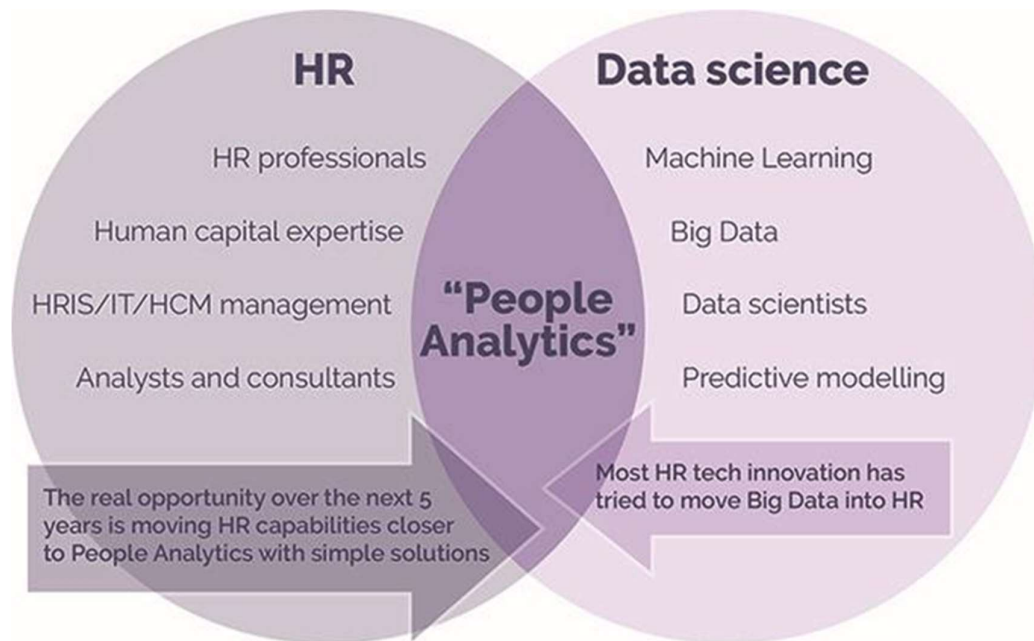 HR
Data science
HR professionals
Machine Learning
Human capital expertise
Big Data
HRIS/IT/HCM management
Data scientists
Analysts and consultants
Predictive modelling
“People
Analytics”
The real opportunity over the next 5
years is moving HR capabilities closer
to People Analytics with simple solutions
Most HR tech innovation has
tried to move Big Data into HR